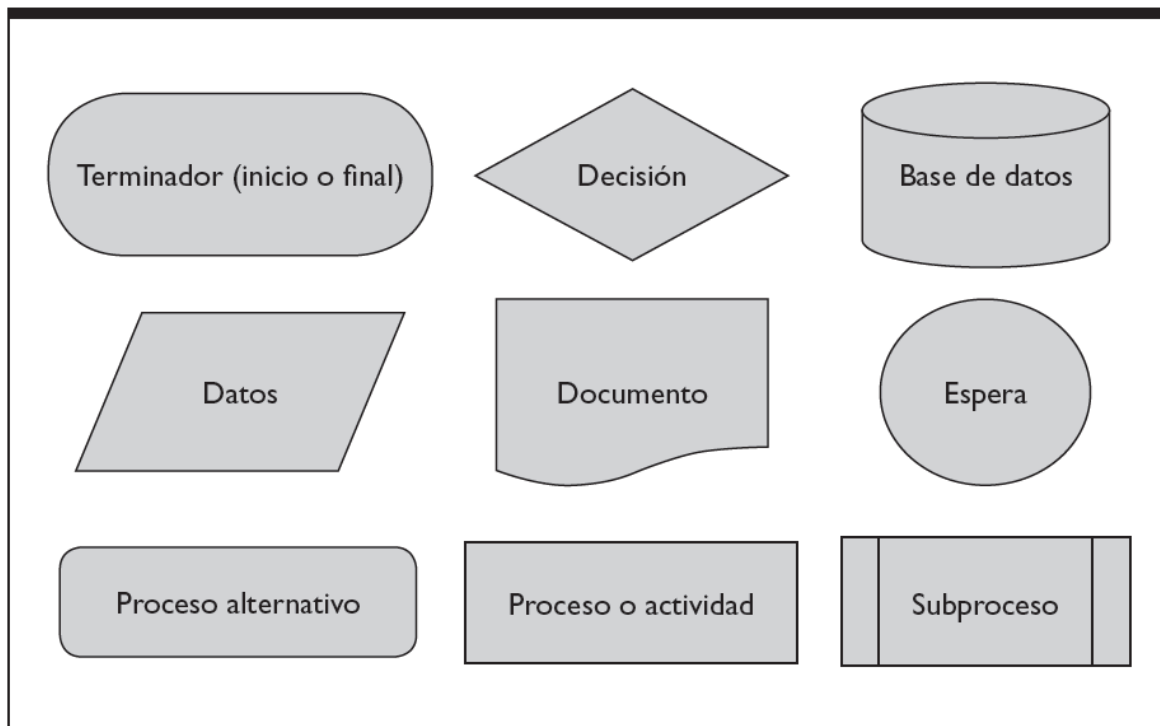 Terminador (inicio o final)
Decisión
Base de datos
Datos
Documento
Espera
Proceso alternativo
Proceso o actividad
Subproceso